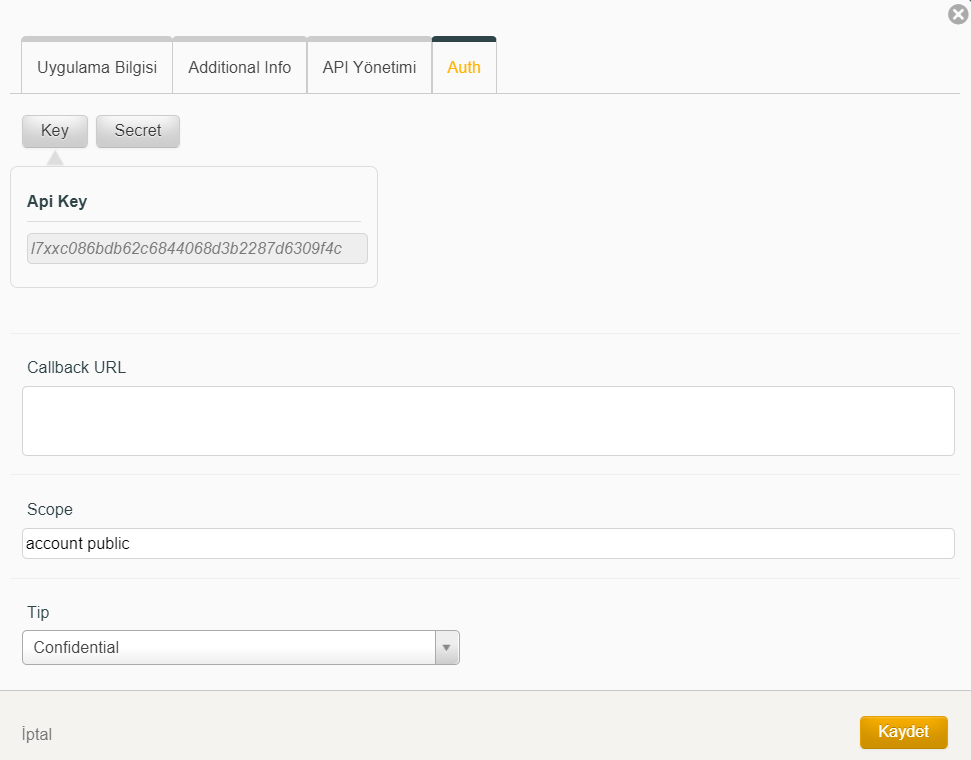 Uygulama Bilgisi Additional Info API Yönetimi Auth
Key Secret
Api Key
l7xxc086bdb62c6844068d3b2287d6309f4c
Callback URL
Scope
account public
Tip
Confidential
İptal Kaydet